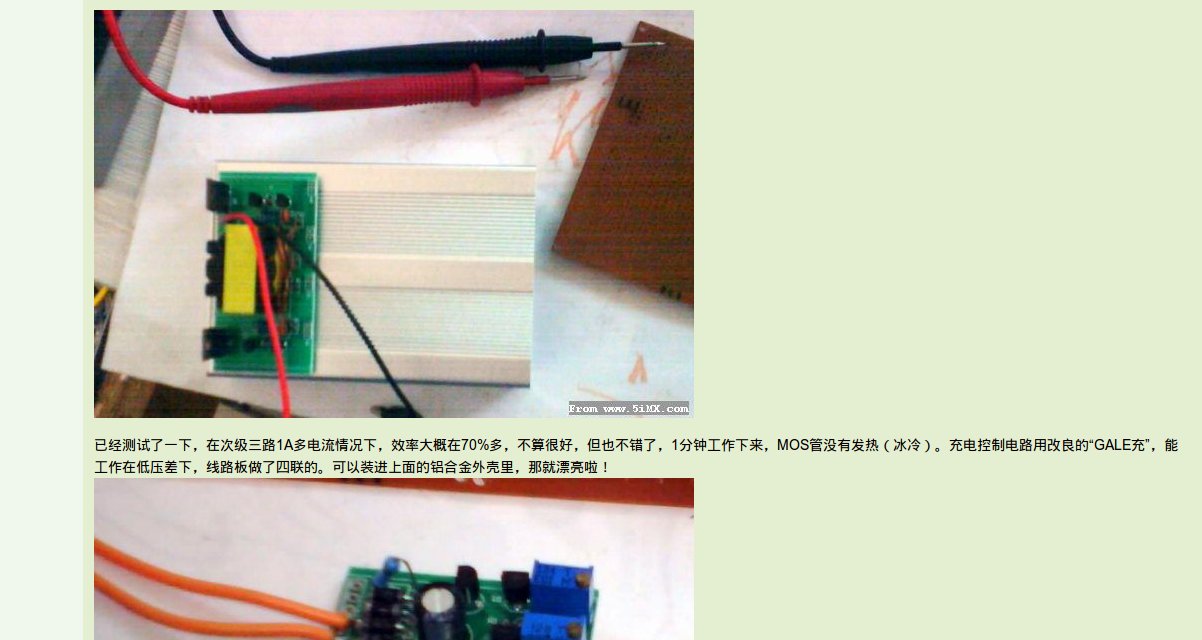 From www.5iMX.com
已经测试了一下，在次级三路1A多电流情况下，效率大概在70%多，不算很好，但也不错了，1分钟工作下来，MOS管没有发热（冰冷）。充电控制电路用改良的“GALE充”，能
工作在低压差下，线路板做了四联的。可以装进上面的铝合金外壳里，那就漂亮啦！